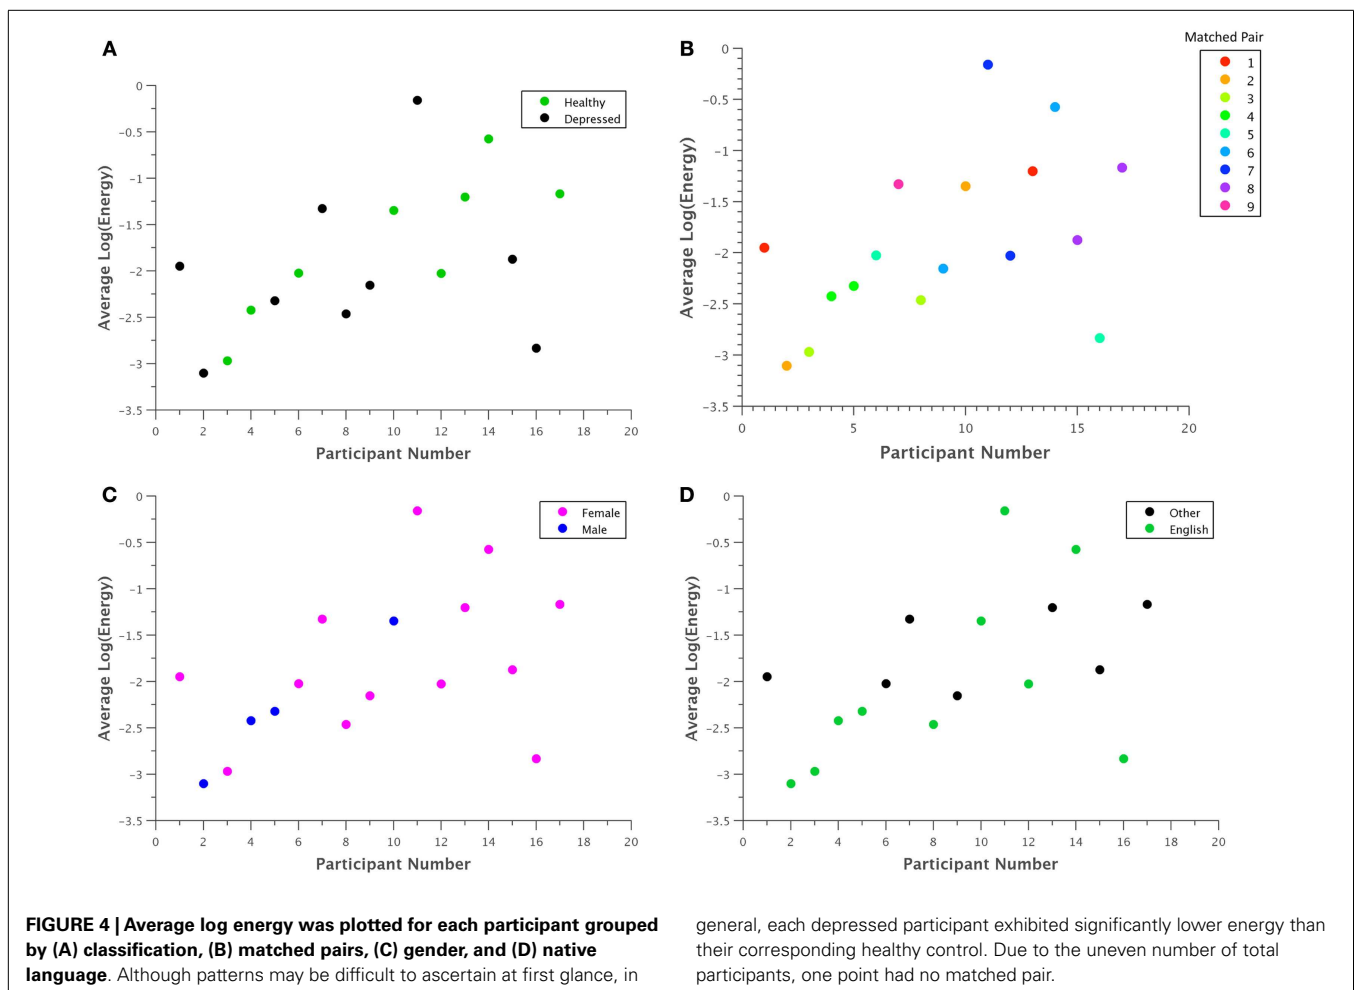 A
0
−0.5
−1
−1.5
−2
−2.5
−3
−3.5
Average Log(Energy)
0 2 4 6 8 10 12 14 16 18 20
Participant Number
Healthy
Depressed
B
Matched Pair
1
2
3
4
5
6
7
8
9
0
−0.5
−1
−1.5
−2
−2.5
−3
−3.5
Average Log(Energy)
0 5 10 15 20
Participant Number
C
0
−0.5
−1
−1.5
−2
−2.5
−3
−3.5
Average Log(Energy)
0 2 4 6 8 10 12 14 16 18 20
Participant Number
Female
Male
D
0
−0.5
−1
−1.5
−2
−2.5
−3
−3.5
Average Log(Energy)
0 2 4 6 8 10 12 14 16 18 20
Participant Number
Other
English
FIGURE 4 | Average log energy was plotted for each participant grouped
by (A) classification, (B) matched pairs, (C) gender, and (D) native
language. Although patterns may be difficult to ascertain at first glance, in
general, each depressed participant exhibited significantly lower energy than
their corresponding healthy control. Due to the uneven number of total
participants, one point had no matched pair.